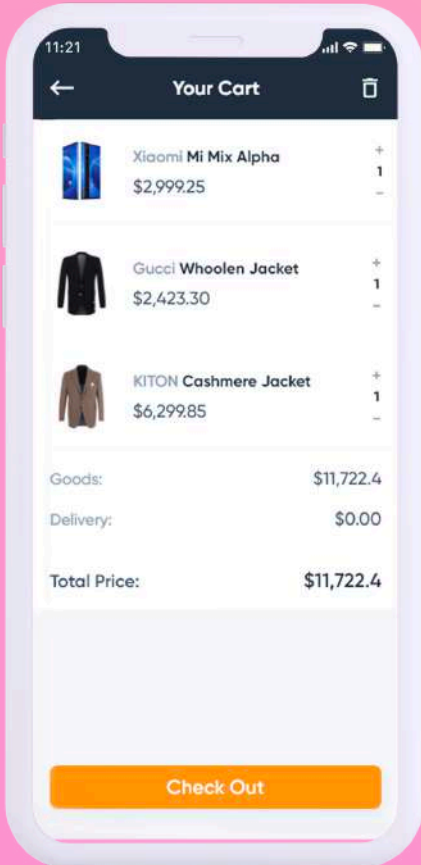 11:21
Your Cart
Xiaomi Mi Mix Alpha
+
1
$2,999.25
-
Gucci Whoolen Jacket
+
1
$2,423.30
-
KITON Cashmere Jacket
+
1
$6,299.85
-
Goods: $11,722.4
Delivery: $0.00
Total Price: $11,722.4
Check Out